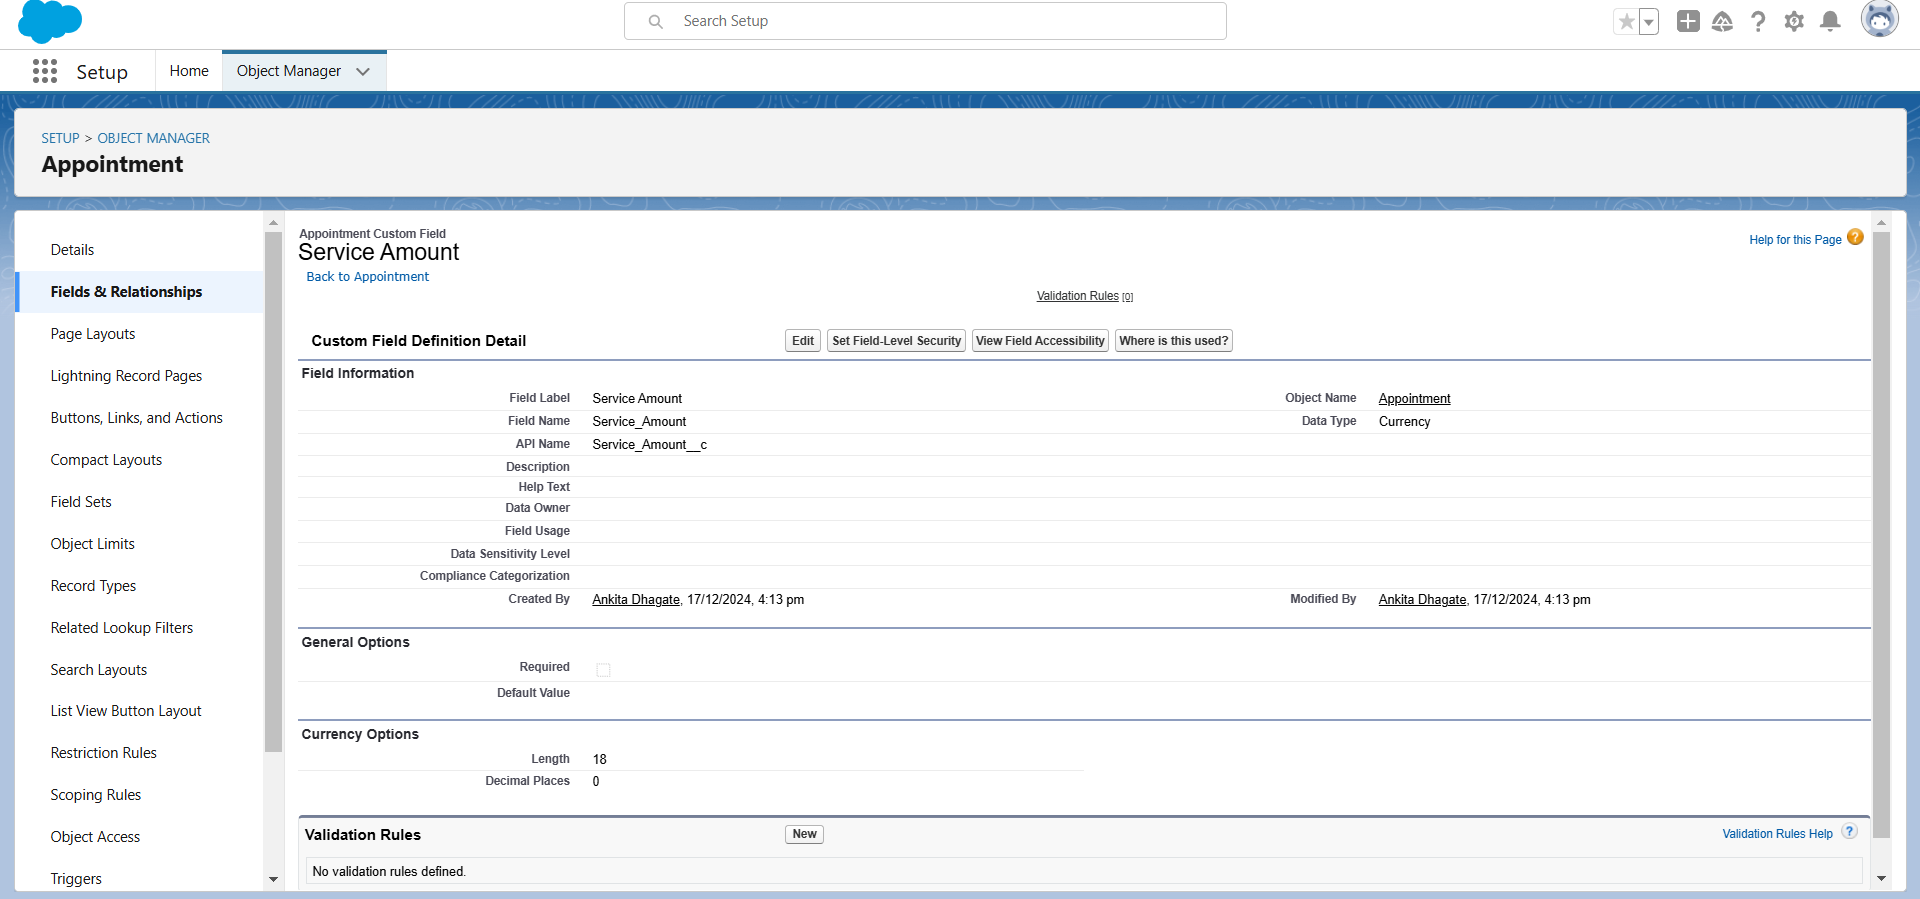 Search Setup
Setup
Home
Object Manager
SETUP > OBJECT MANAGER
Appointment
Details
Fields & Relationships
Page Layouts
Lightning Record Pages
Buttons, Links, and Actions
Compact Layouts
Field Sets
Object Limits
Record Types
Related Lookup Filters
Search Layouts
List View Button Layout
Restriction Rules
Scoping Rules
Object Access
Triggers
Appointment Custom Field
Service Amount
Back to Appointment
Help for this Page ?
Validation Rules [0]
Custom Field Definition Detail
Edit
Set Field-Level Security
View Field Accessibility
Where is this used?
Field Information
Field Label Service Amount Object Name Appointment
Field Name Service_Amount Data Type Currency
API Name Service_Amount__c
Description
Help Text
Data Owner
Field Usage
Data Sensitivity Level
Compliance Categorization
Created By Ankita Dhagate, 17/12/2024, 4:13 pm Modified By Ankita Dhagate, 17/12/2024, 4:13 pm
General Options
Required
Default Value
Currency Options
Length 18
Decimal Places 0
Validation Rules New Validation Rules Help ?
No validation rules defined.